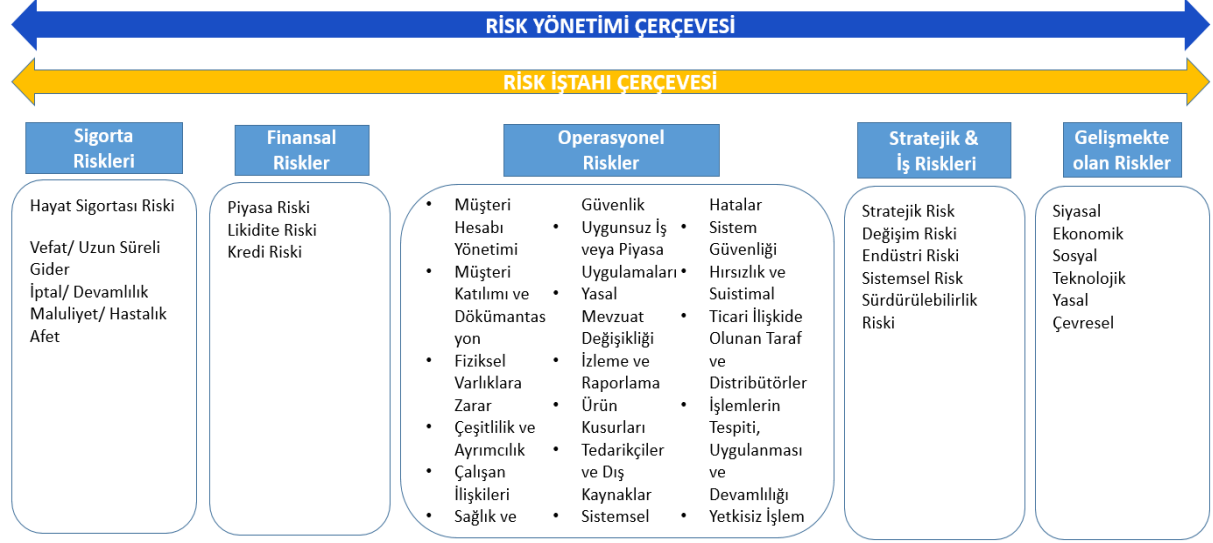 RİSK YÖNETİMİ ÇERÇEVESİ
RİSK İŞTAHI ÇERÇEVESİ
Sigorta
Riskleri
Hayat Sigortası Riski
Vefat/ Uzun Süreli
Gider
İptal/ Devamlılık
Maluliyet/ Hastalık
Afet
Finansal
Riskler
Piyasa Riski
Likidite Riski
Kredi Riski
Operasyonel
Riskler
• Müşteri
Hesabı
Yönetimi
• Müşteri
Katılımı ve
Dökümantas
yon
• Fiziksel
Varlıklara
Zarar
• Çeşitlilik ve
Ayrımcılık
• Çalışan
İlişkileri
• Sağlık ve
Güvenlik
• Uygunsuz İş
veya Piyasa
Uygulamaları
• Yasal
Mevzuat
Değişikliği
• İzleme ve
Raporlama
• Ürün
Kusurları
• Tedarikçiler
ve Dış
Kaynaklar
• Sistemsel
Hatalar
• Sistem
Güvenliği
• Hırsızlık ve
Suistimal
• Ticari İlişkide
Olunan Taraf
ve
Distribütörler
• İşlemlerin
Tespiti,
Uygulanması
ve
Devamlılığı
• Yetkisiz İşlem
Stratejik &
İş Riskleri
Stratejik Risk
Değişim Riski
Endüstri Riski
Sistemsel Risk
Sürdürülebilirlik
Riski
Gelişmekte
olan Riskler
Siyasal
Ekonomik
Sosyal
Teknolojik
Yasal
Çevresel